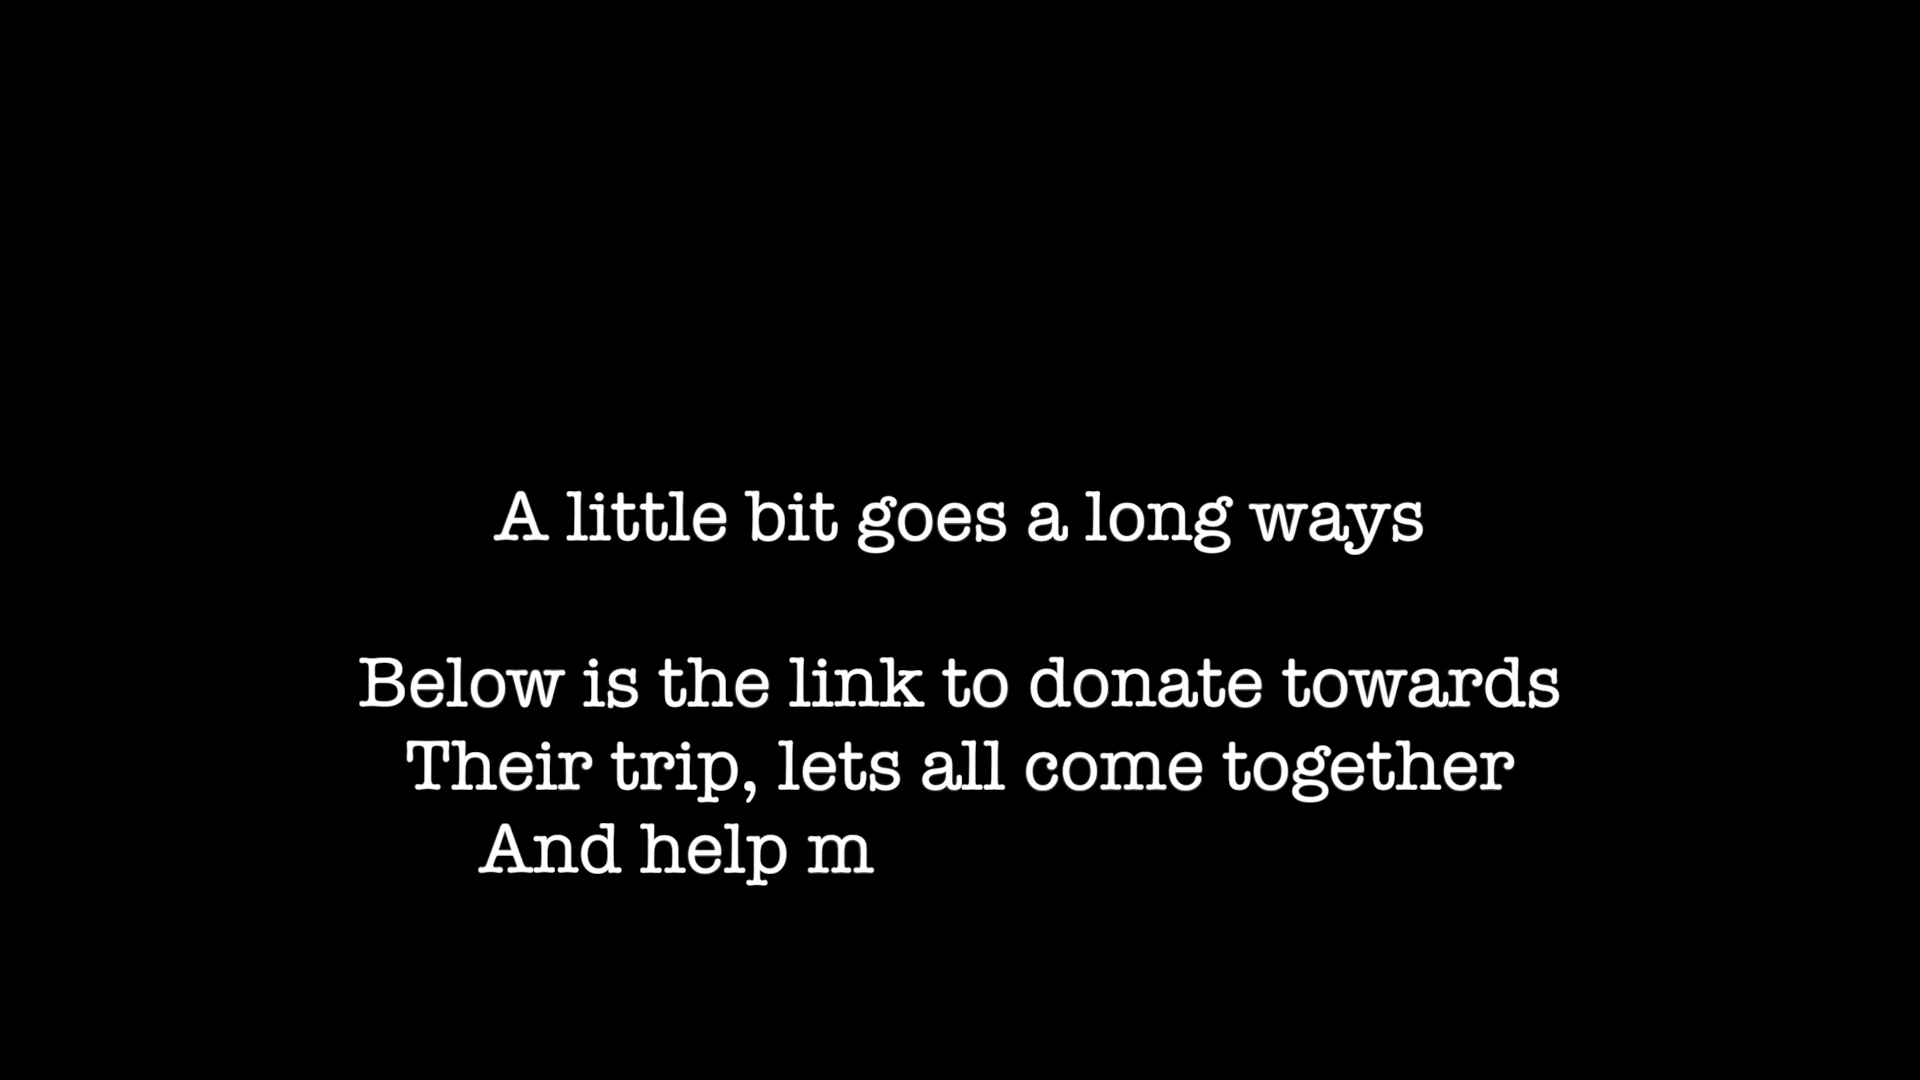 A little bit goes a long ways
Below is the link to donate towards
Their trip, lets all come together
And help m